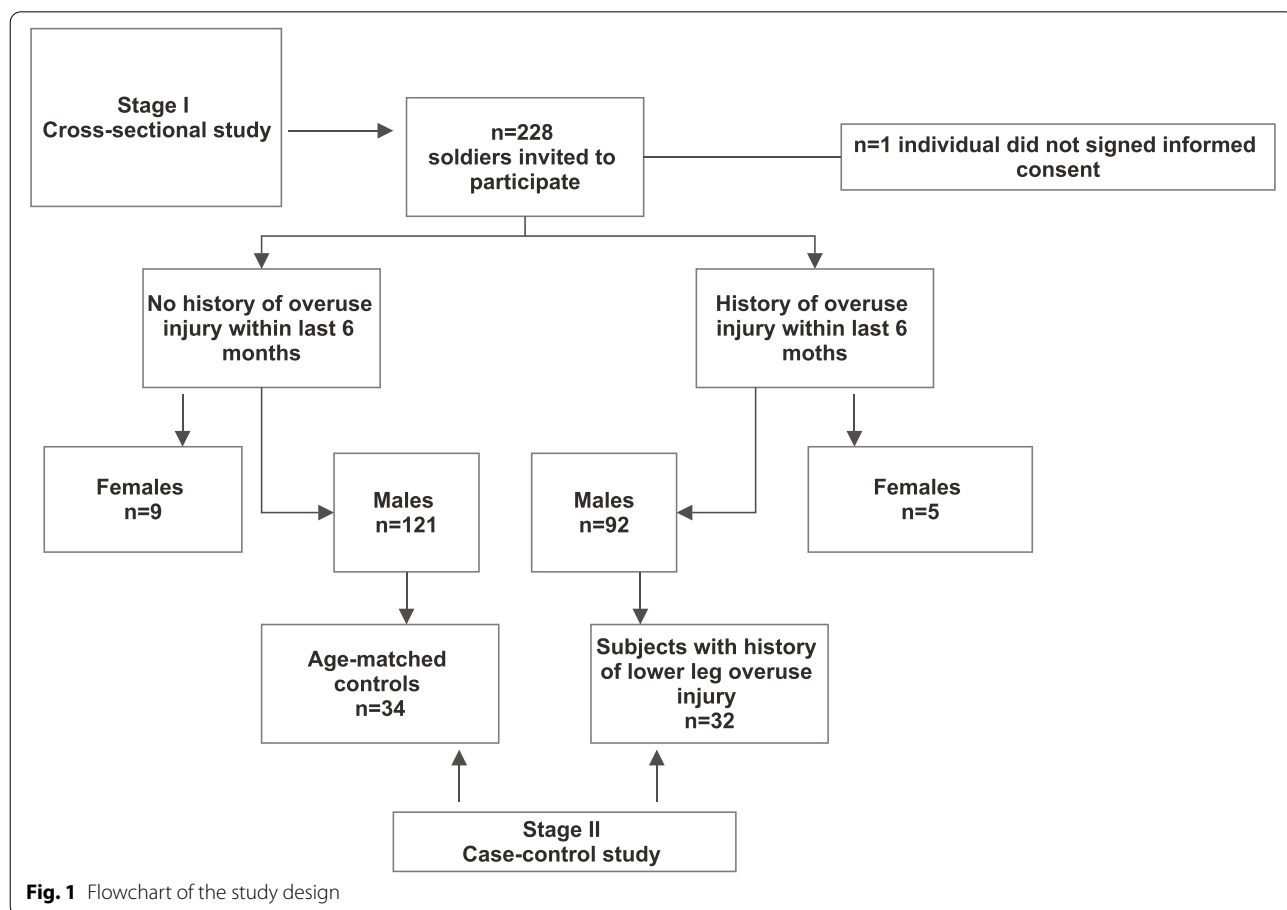 Stage I
Cross-sectional study
n=228
soldiers invited to
participate
n=1 individual did not signed informed
consent
No history of overuse
injury within last 6
months
History of overuse
injury within last 6
moths
Females
n=9
Males
n=121
Males
n=92
Females
n=5
Age-matched
controls
n=34
Subjects with history
of lower leg overuse
injury
n=32
Stage II
Case-control study
Fig. 1 Flowchart of the study design